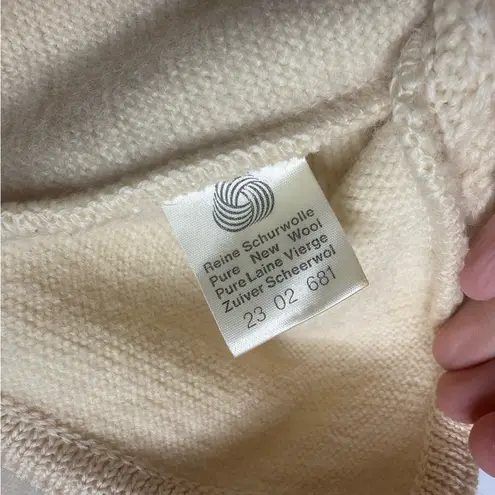 Reine Schurwolle
Pure New Wool
Pure Laine Vierge
Zuiver Scheerwol
23 02 681